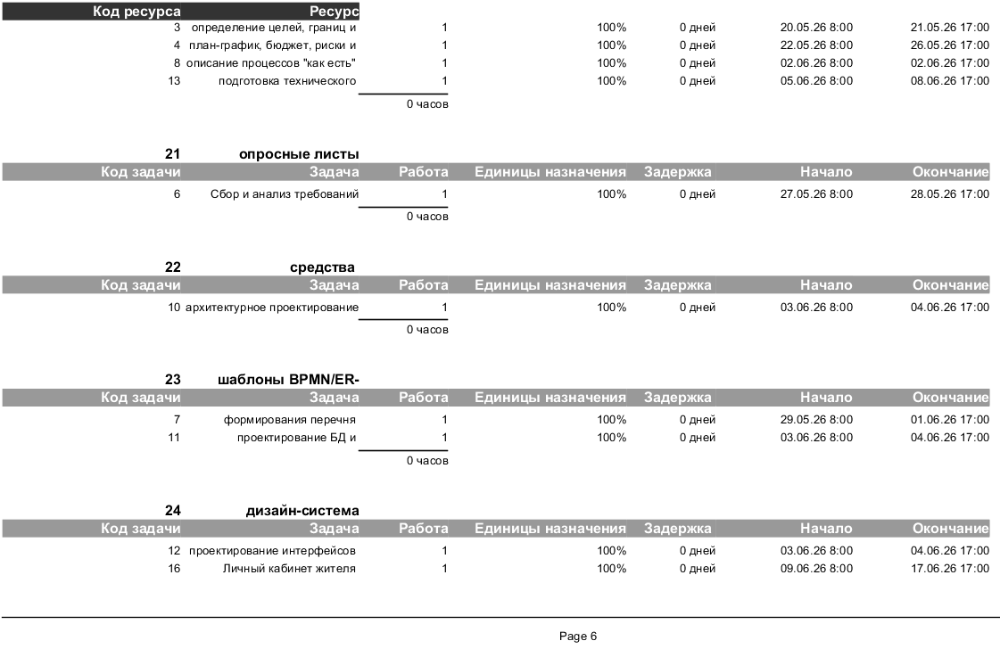 Код ресурса Ресурс
3 определение целей, границ и 1 100% 0 дней 20.05.26 8:00 21.05.26 17:00
4 план-график, бюджет, риски и 1 100% 0 дней 22.05.26 8:00 26.05.26 17:00
8 описание процессов "как есть" 1 100% 0 дней 02.06.26 8:00 02.06.26 17:00
13 подготовка технического 1 100% 0 дней 05.06.26 8:00 08.06.26 17:00
0 часов
21 опросные листы
Код задачи Задача Работа Единицы назначения Задержка Начало Окончание
6 Сбор и анализ требований 1 100% 0 дней 27.05.26 8:00 28.05.26 17:00
0 часов
22 средства
Код задачи Задача Работа Единицы назначения Задержка Начало Окончание
10 архитектурное проектирование 1 100% 0 дней 03.06.26 8:00 04.06.26 17:00
0 часов
23 шаблоны BPMN/ER-
Код задачи Задача Работа Единицы назначения Задержка Начало Окончание
7 формирования перечня 1 100% 0 дней 29.05.26 8:00 01.06.26 17:00
11 проектирование БД и 1 100% 0 дней 03.06.26 8:00 04.06.26 17:00
0 часов
24 дизайн-система
Код задачи Задача Работа Единицы назначения Задержка Начало Окончание
12 проектирование интерфейсов 1 100% 0 дней 03.06.26 8:00 04.06.26 17:00
16 Личный кабинет жителя 1 100% 0 дней 09.06.26 8:00 17.06.26 17:00
Page 6